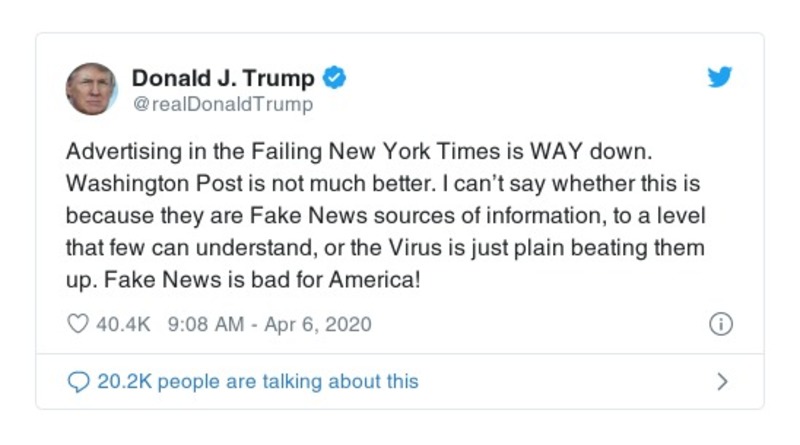 Donald J. Trump
@realDonaldTrump
Advertising in the Failing New York Times is WAY down.
Washington Post is not much better. I can’t say whether this is
because they are Fake News sources of information, to a level
that few can understand, or the Virus is just plain beating them
up. Fake News is bad for America!
40.4K 9:08 AM - Apr 6, 2020
20.2K people are talking about this